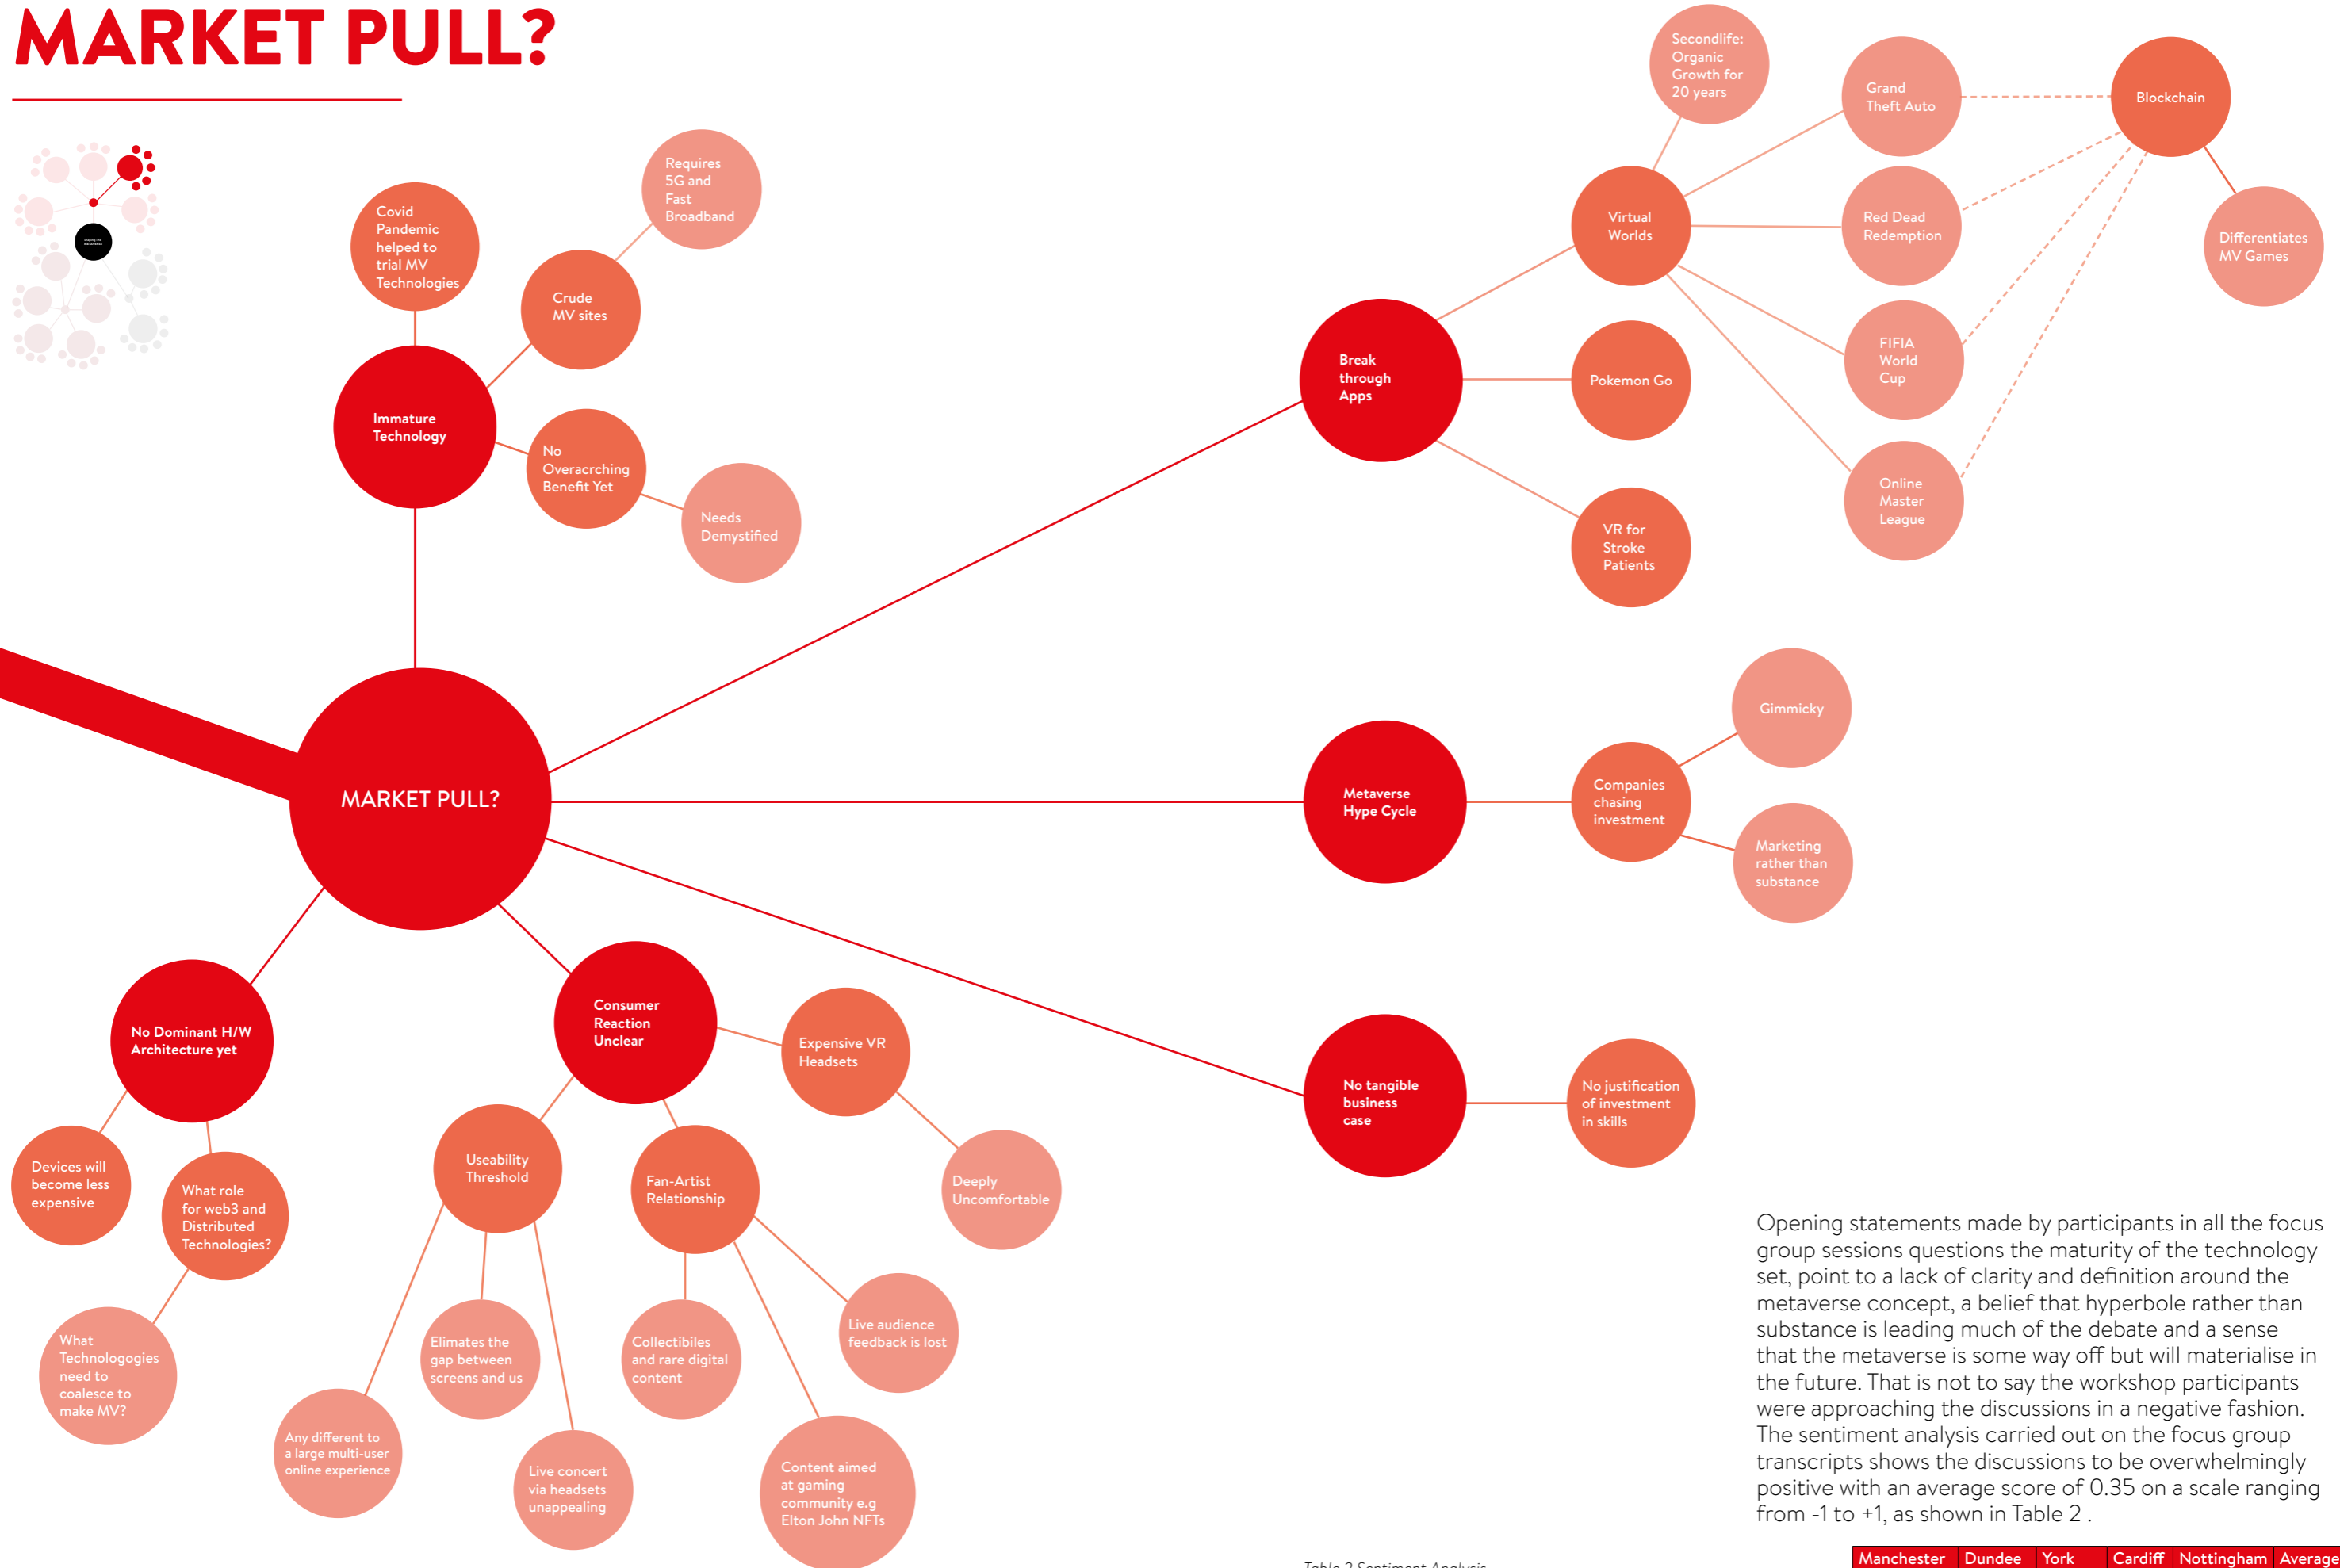 MARKET PULL?
Secondlife:
Organic
Growth for
20 years
Grand
Theft Auto
Blockchain
Requires
5G and
Fast
Broadband
Covid
Pandemic
helped to
trial MV
Technologies
Virtual
Worlds
Red Dead
Redemption
Differentiates
MV Games
Crude
MV sites
FIFIA
World
Cup
Break
through
Apps
Pokemon Go
Immature
Technology
No
Overacrching
Benefit Yet
Needs
Demystified
Online
Master
League
VR for
Stroke
Patients
Gimmicky
MARKET PULL?
Metaverse
Hype Cycle
Companies
chasing
investment
Marketing
rather than
substance
No Dominant H/W
Architecture yet
Consumer
Reaction
Unclear
Expensive VR
Headsets
No tangible
business
case
No justification
of investment
in skills
Devices will
become less
expensive
What role
for web3 and
Distributed
Technologies?
Useability
Threshold
Fan-Artist
Relationship
Deeply
Uncomfortable
What
Technologogies
need to
coalesce to
make MV?
Elimates the
gap between
screens and us
Collectibiles
and rare digital
content
Live audience
feedback is lost
Any different to
a large multi-user
online experience
Live concert
via headsets
unappealing
Content aimed
at gaming
community e.g
Elton John NFTs
Opening statements made by participants in all the focus
group sessions questions the maturity of the technology
set, point to a lack of clarity and definition around the
metaverse concept, a belief that hyperbole rather than
substance is leading much of the debate and a sense
that the metaverse is some way off but will materialise in
the future. That is not to say the workshop participants
were approaching the discussions in a negative fashion.
The sentiment analysis carried out on the focus group
transcripts shows the discussions to be overwhelmingly
positive with an average score of 0.35 on a scale ranging
from -1 to +1, as shown in Table 2 .
Table 2 Sentiment Analysis
Manchester Dundee York Cardiff Nottingham Average